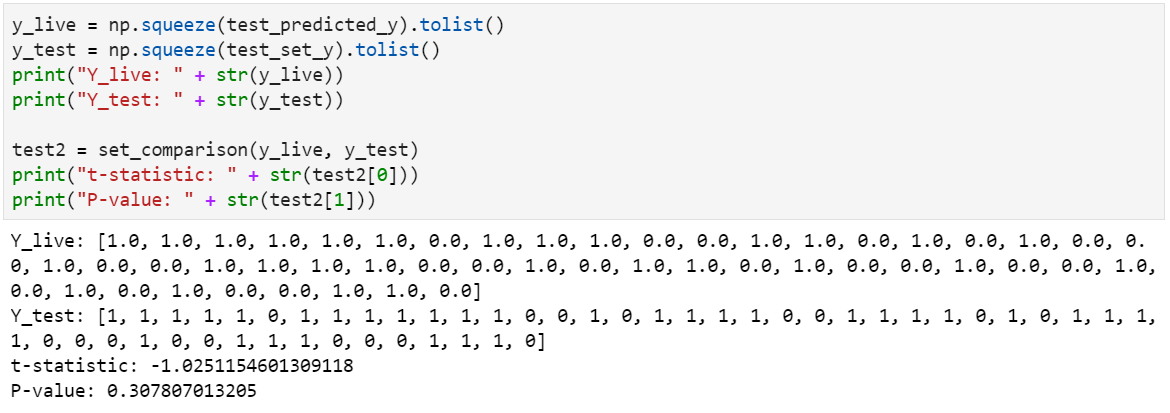 y_live = np.squeeze(test_predicted_y).tolist()
y_test = np.squeeze(test_set_y).tolist()
print("Y_live: " + str(y_live))
print("Y_test: " + str(y_test))
test2 = set_comparison(y_live, y_test)
print("t-statistic: " + str(test2[0]))
print("P-value: " + str(test2[1]))
Y_live: [1.0, 1.0, 1.0, 1.0, 1.0, 1.0, 0.0, 1.0, 1.0, 1.0, 0.0, 0.0, 1.0, 1.0, 0.0, 1.0, 0.0, 1.0, 0.0, 0.
0, 1.0, 0.0, 0.0, 1.0, 1.0, 1.0, 1.0, 0.0, 0.0, 1.0, 0.0, 1.0, 1.0, 0.0, 1.0, 0.0, 0.0, 1.0, 0.0, 0.0, 1.0,
0.0, 1.0, 0.0, 1.0, 0.0, 0.0, 1.0, 1.0, 0.0]
Y_test: [1, 1, 1, 1, 1, 0, 1, 1, 1, 1, 1, 1, 1, 0, 0, 1, 0, 1, 1, 1, 1, 0, 0, 1, 1, 1, 1, 0, 1, 0, 1, 1, 1,
1, 0, 0, 0, 1, 0, 0, 1, 1, 1, 0, 0, 0, 1, 1, 1, 0]
t-statistic: -1.0251154601309118
P-value: 0.307807013205